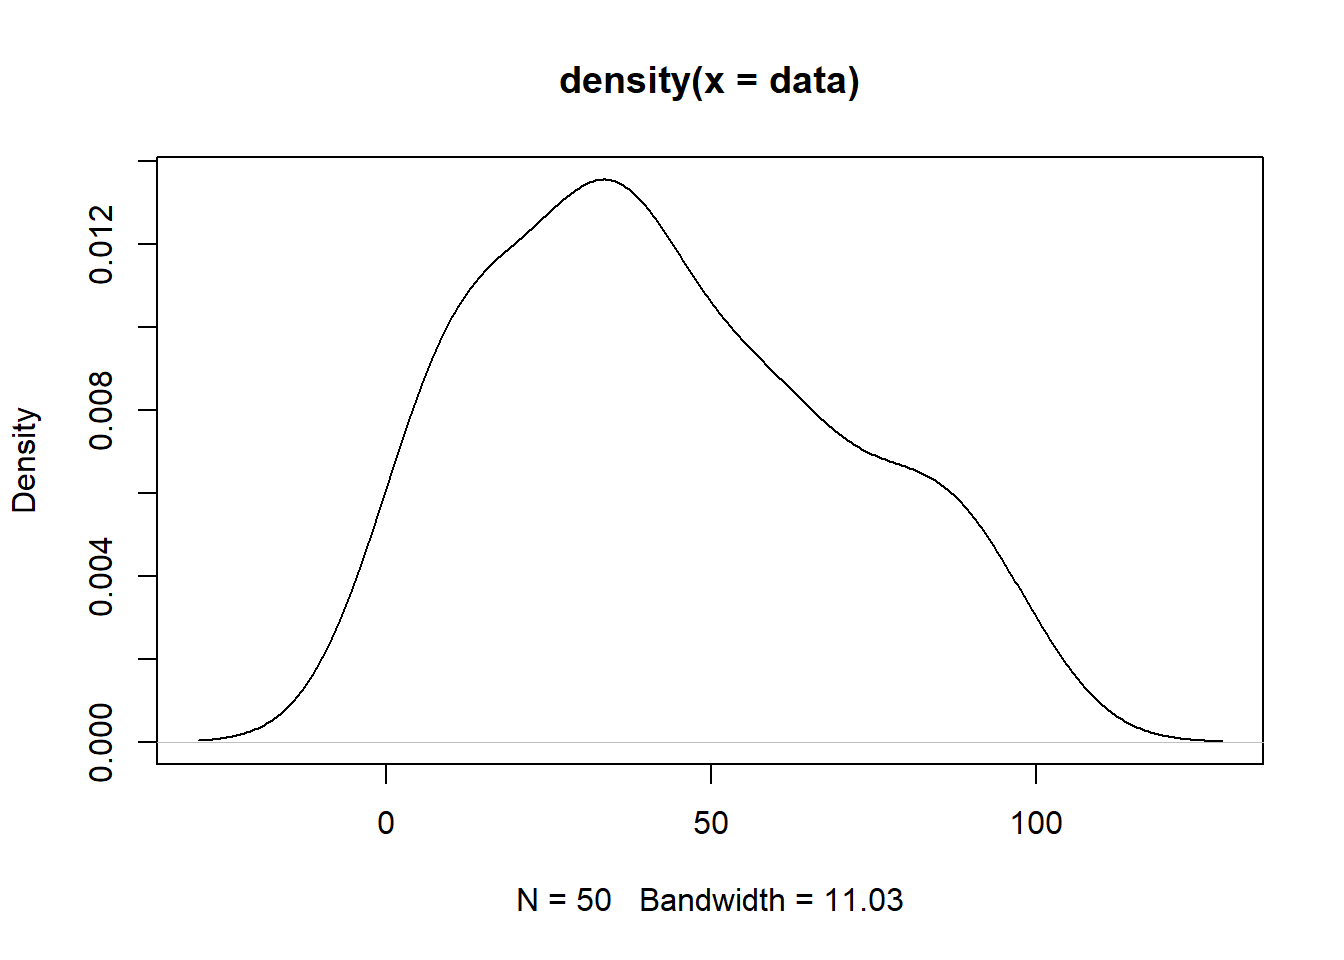 density(x = data)
Density
0.012
0.008
0.004
0.000
0 50 100
N = 50 Bandwidth = 11.03